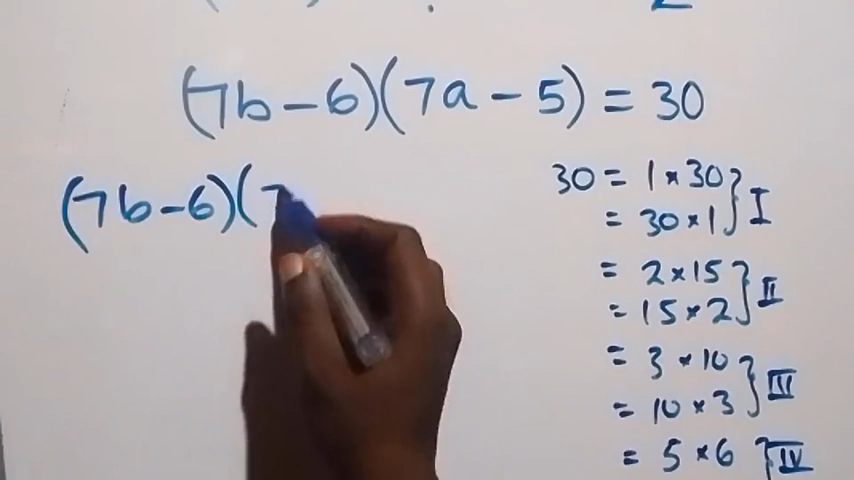 (7b - 6)(7a - 5) = 30
(7b - 6)(7
30 = 1 × 30 } I
= 30 × 1
= 2 × 15 } II
= 15 × 2
= 3 × 10 } III
= 10 × 3
= 5 × 6 } IV